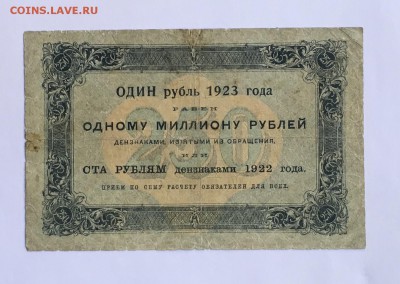 COINS.LAVE.RU
ОДИН рубль 1923 года
РАВЕН
ОДНОМУ МИЛЛИОНУ РУБЛЕЙ
ДЕНЗНАКАМИ, ИЗЪЯТЫМИ ИЗ ОБРАЩЕНИЯ,
ИЛИ
СТА РУБЛЯМ дензнаками 1922 года.
ПРИЕМ ПО СЕМУ РАСЧЕТУ ОБЯЗАТЕЛЕН ДЛЯ ВСЕХ.
250